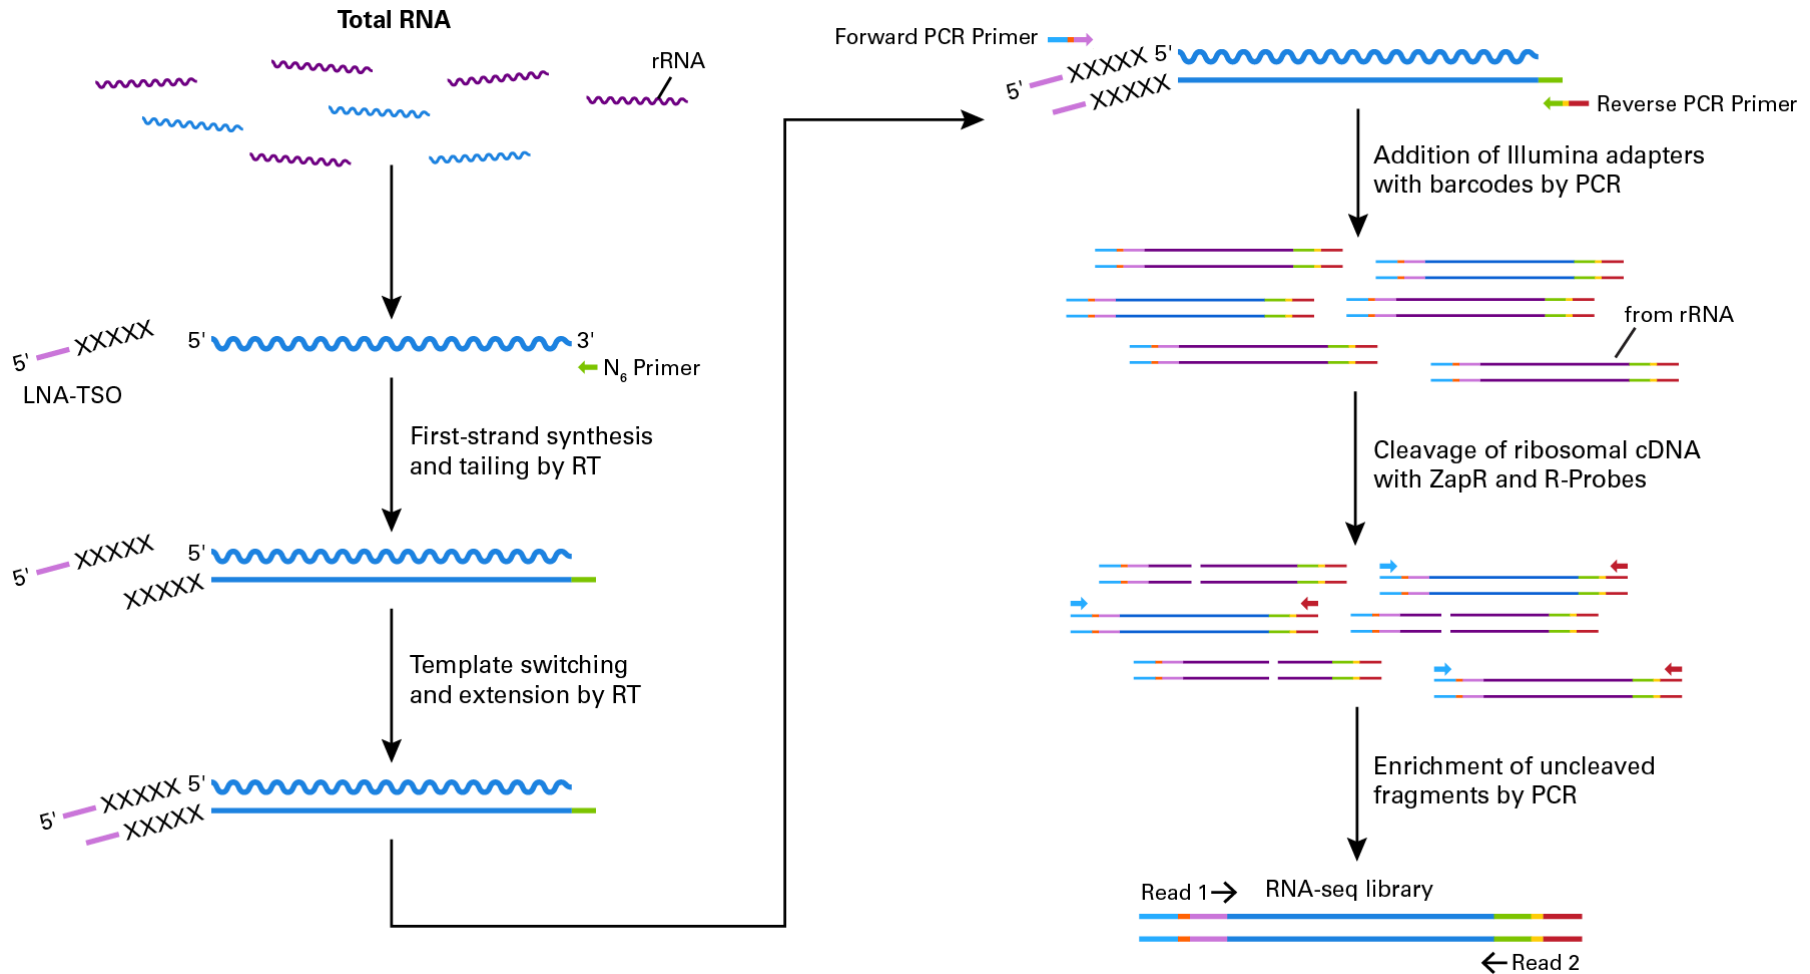 Total RNA
rRNA
5'
XXXXX
5'
3'
N6 Primer
LNA-TSO
First-strand synthesis
and tailing by RT
5'
XXXXX
5'
XXXXX
Template switching
and extension by RT
5'
XXXXX
5'
XXXXX
Forward PCR Primer
5'
XXXXX
5'
XXXXX
Reverse PCR Primer
Addition of Illumina adapters
with barcodes by PCR
from rRNA
Cleavage of ribosomal cDNA
with ZapR and R-Probes
Enrichment of uncleaved
fragments by PCR
Read 1
RNA-seq library
Read 2